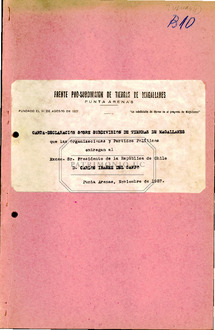 B10
FRENTE PRO-SUBDIVISION DE TIERRAS DE MAGALLANES
PUNTA ARENAS
CARTA-DECLARACION SOBRE SUBDIVISION DE TIERRAS DE MAGALLANES
que las Organizaciones y Partidos Políticos
entregan al
Excmo. Sr. Presidente de la República de Chile
D. CARLOS IBAÑEZ DEL CAMPO
Punta Arenas, Noviembre de 1957.